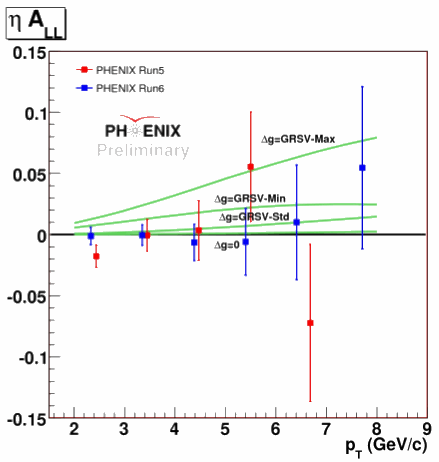 η A_LL
0.15
PHENIX Run5
PHENIX Run6
0.1
PHENIX
Preliminary
Δg=GRSV-Max
0.05
Δg=GRSV-Min
Δg=GRSV-Std
0
Δg=0
-0.05
-0.1
-0.15
2 3 4 5 6 7 8 9
p_T (GeV/c)